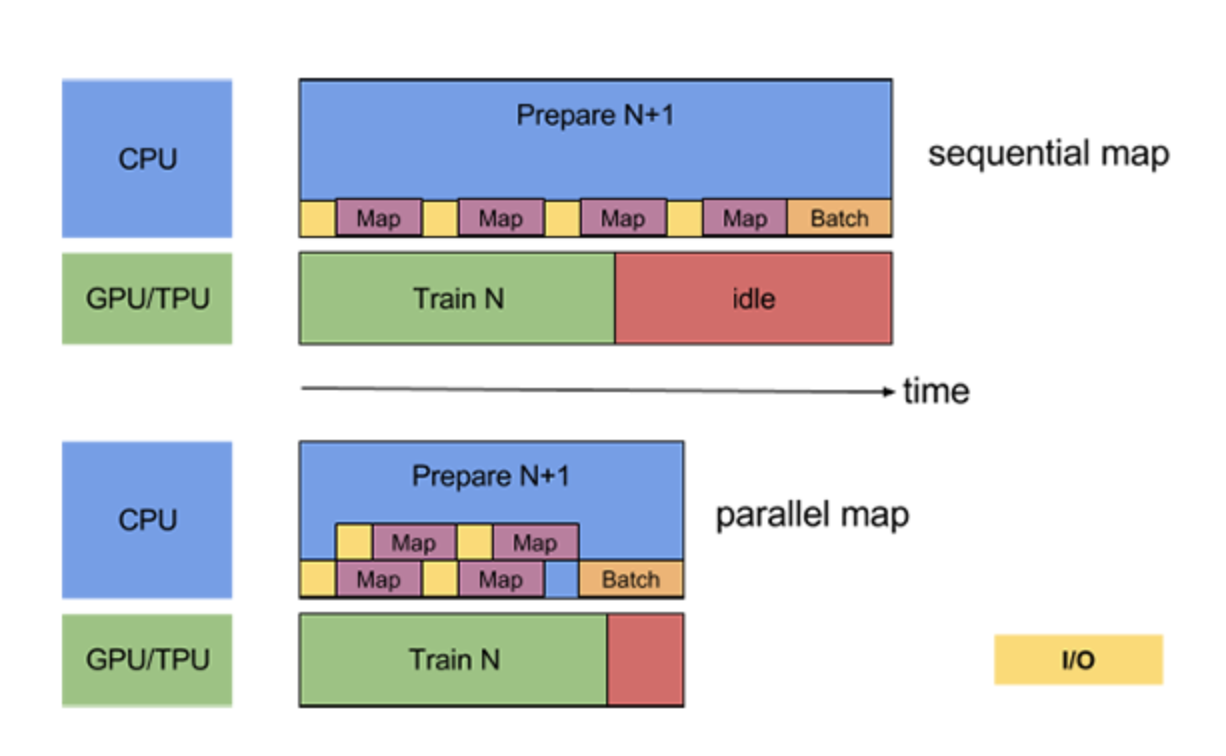 Prepare N+1
CPU
sequential map
Map Map Map Map Batch
GPU/TPU
Train N
idle
time
Prepare N+1
CPU
parallel map
Map Map
Map Map Batch
GPU/TPU
Train N
I/O